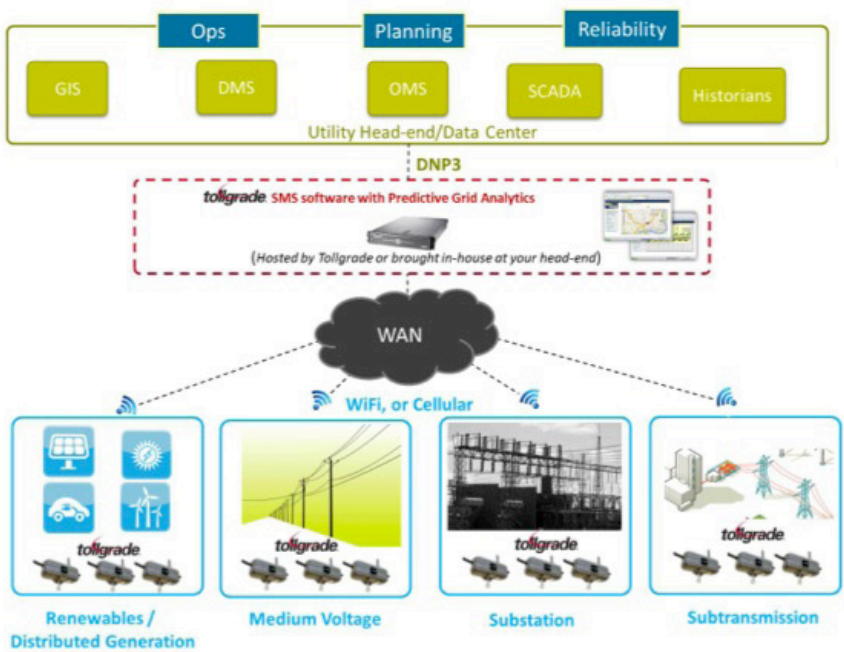 Ops
Planning
Reliability
GIS
DMS
OMS
SCADA
Historians
Utility Head-end/Data Center
DNP3
tollgrade. SMS software with Predictive Grid Analytics
(Hosted by Tollgrade or brought in-house at your head-end)
WAN
WiFi, or Cellular
tollgrade.
tollgrade.
tollgrade.
tollgrade.
Renewables /
Distributed Generation
Medium Voltage
Substation
Subtransmission